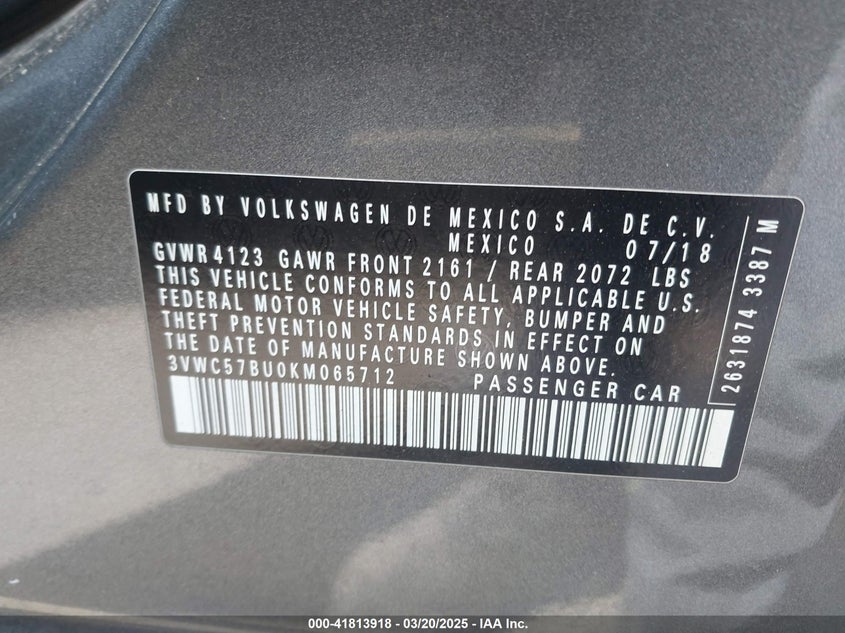 MFD BY VOLKSWAGEN DE MEXICO S.A. DE C.V.
MEXICO 07/18
GVWR 4123 GAWR FRONT 2161 / REAR 2072 LBS
THIS VEHICLE CONFORMS TO ALL APPLICABLE U.S.
FEDERAL MOTOR VEHICLE SAFETY, BUMPER AND
THEFT PREVENTION STANDARDS IN EFFECT ON
THE DATE OF MANUFACTURE SHOWN ABOVE.
3VWC57BU0KM065712 PASSENGER CAR
2631874 3387 M
000-41813918 - 03/20/2025 - IAA Inc.